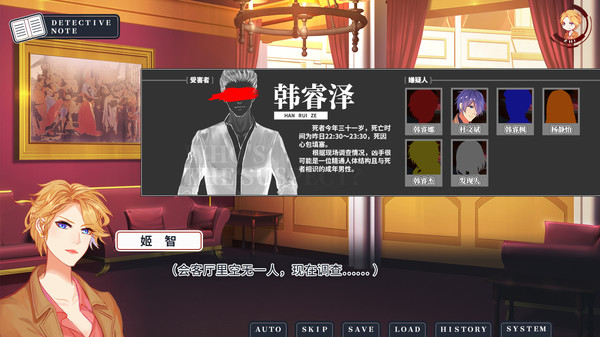 DETECTIVE
NOTE
受害者
韩睿泽
HAN RUI ZE
死者今年三十一岁，死亡时
间为昨日22:30~23:30，死因
心包填塞。
根据现场调查情况，凶手很
可能是一位精通人体结构且与死
者相识的成年男性。
嫌疑人
韩睿娜
杜文斌
韩睿枫
杨静怡
韩睿杰
发现人
姬智
（会客厅里空无一人，现在调查......）
AUTO
SKIP
SAVE
LOAD
HISTORY
SYSTEM